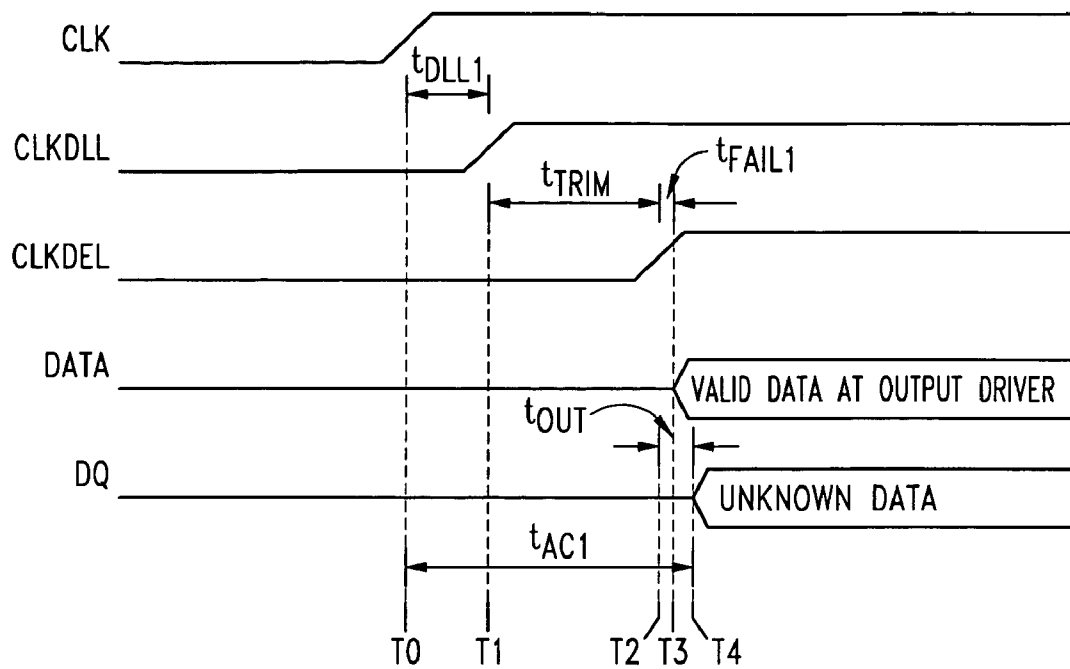 CLK
tDLL1
CLKDLL
tFAIL1
tTRIM
CLKDEL
DATA
VALID DATA AT OUTPUT DRIVER
tOUT
DQ
UNKNOWN DATA
tAC1
T0 T1 T2 T3 T4